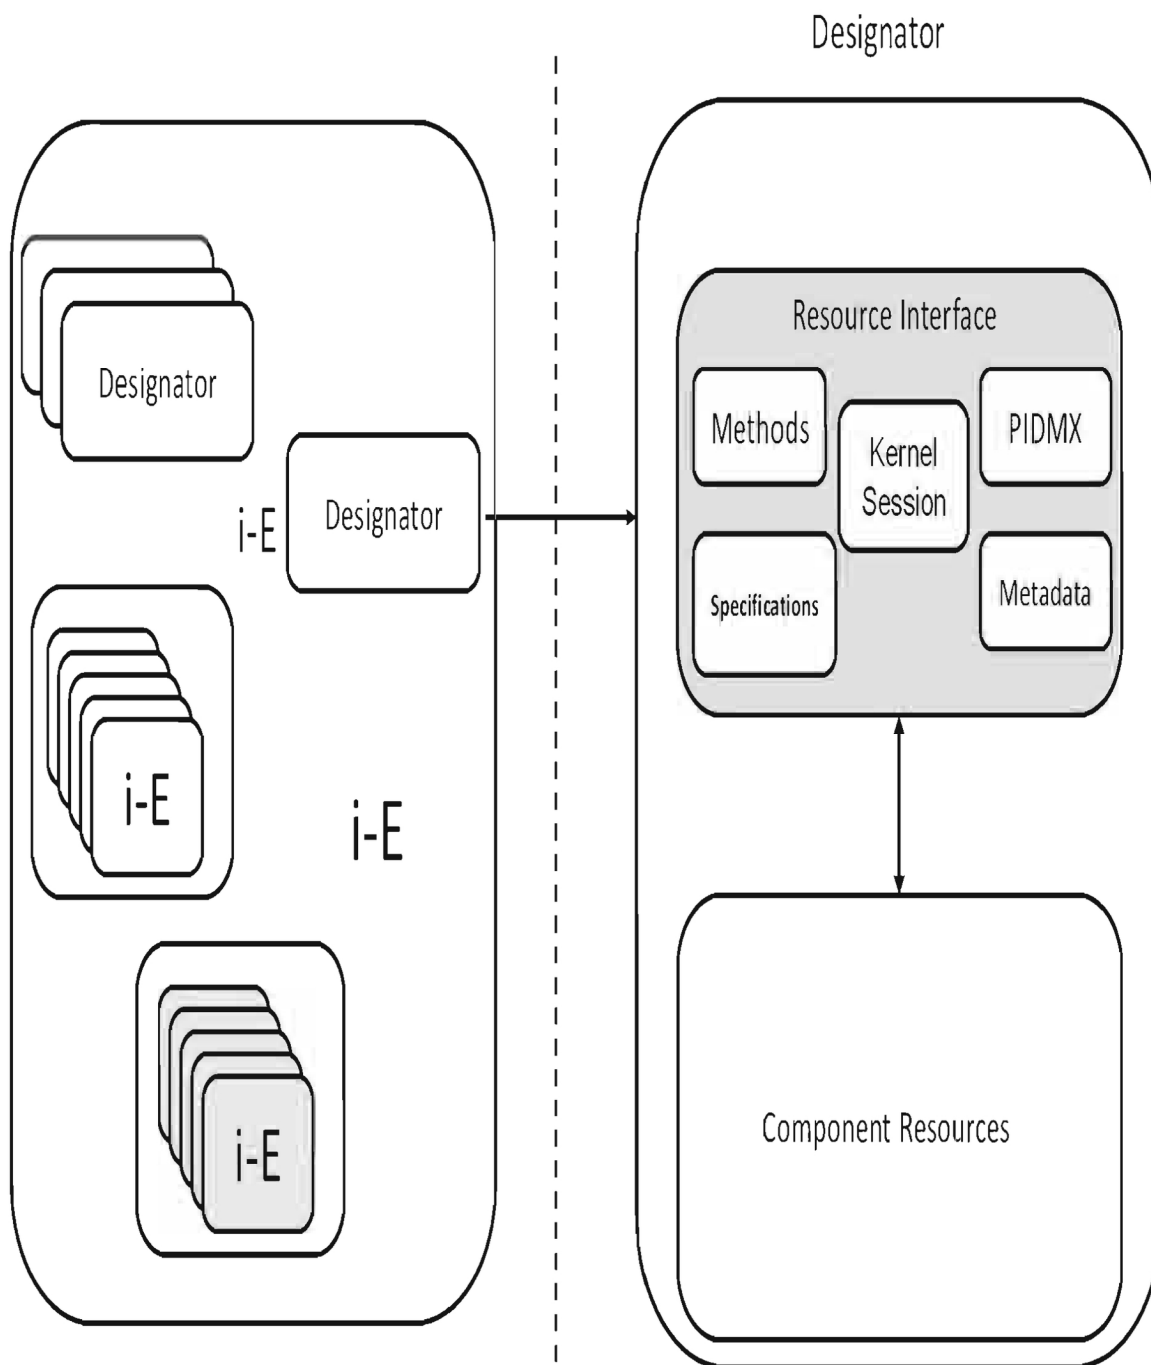 Designator
Designator
i-E
Designator
i-E
i-E
i-E
Resource Interface
Methods
Kernel
Session
PIDMX
Specifications
Metadata
Component Resources